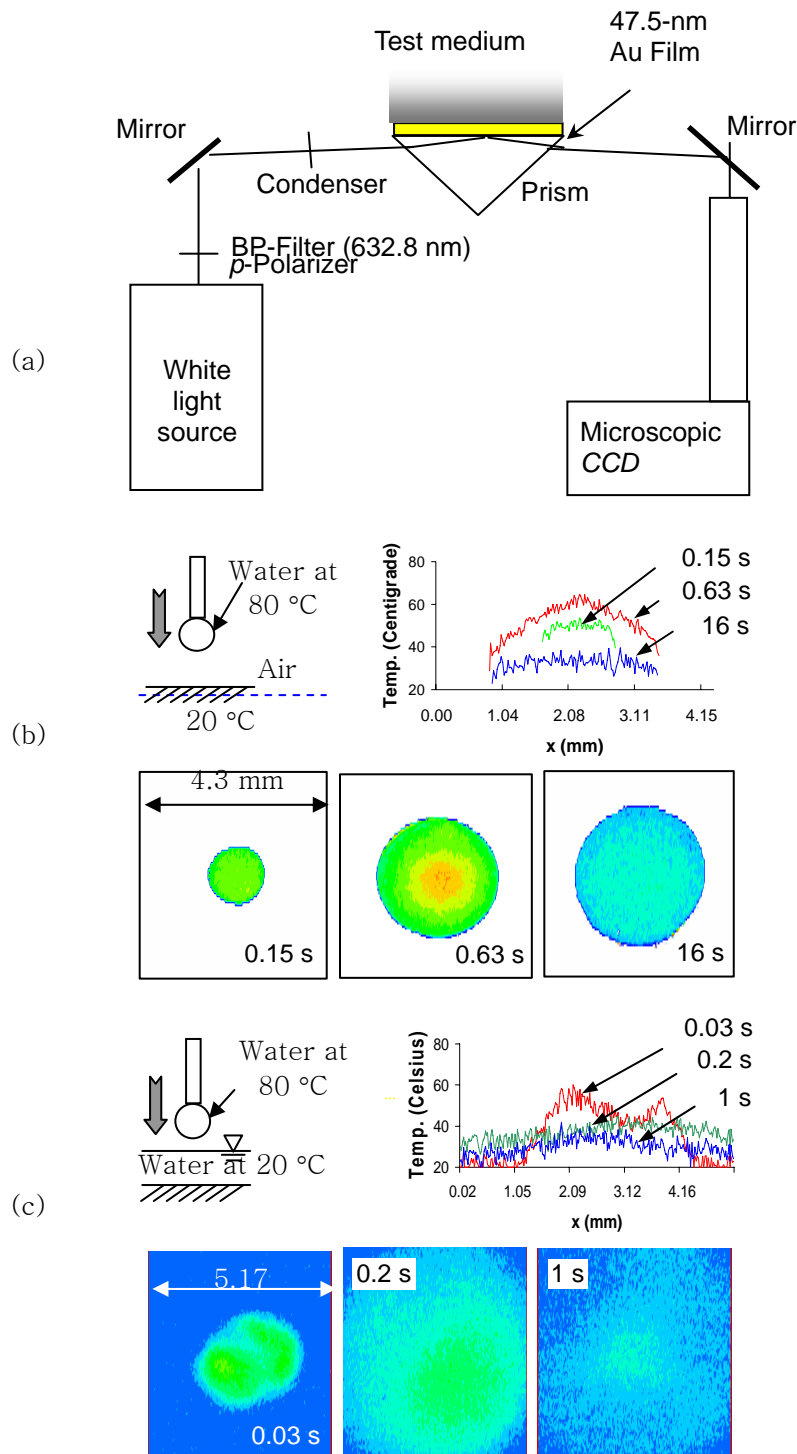 47.5-nm
Au Film
Test medium
Mirror
Mirror
Condenser
Prism
BP-Filter (632.8 nm)
p-Polarizer
(a)
White
light
source
Microscopic
CCD
Water at
80 °C
Air
20 °C
(b)
Temp. (Centigrade)
80
60
40
20
0.00 1.04 2.08 3.11 4.15
x (mm)
0.15 s
0.63 s
16 s
4.3 mm
0.15 s
0.63 s
16 s
Water at
80 °C
Water at 20 °C
(c)
Temp. (Celsius)
80
60
40
20
0.02 1.05 2.09 3.12 4.16
x (mm)
0.03 s
0.2 s
1 s
5.17
0.03 s
0.2 s
1 s